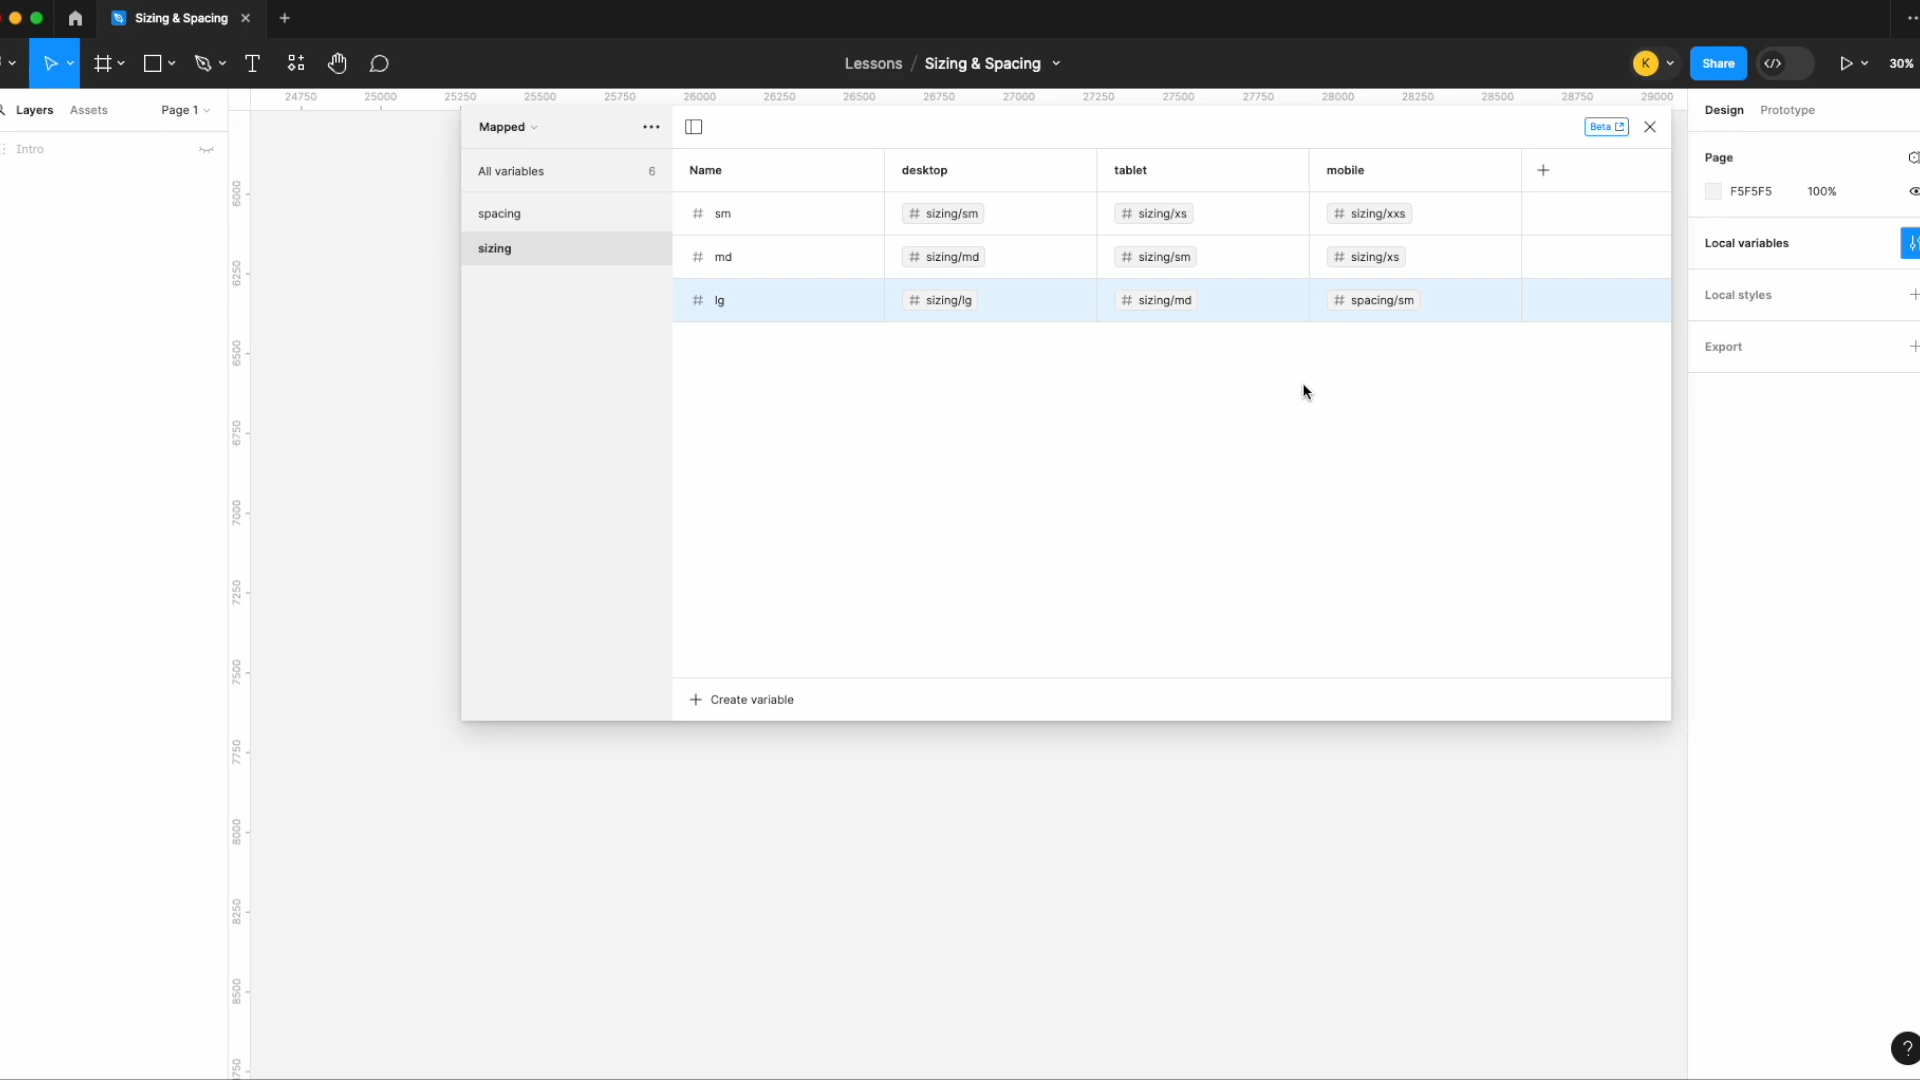 Sizing & Spacing
Lessons / Sizing & Spacing
K
Share
30%
Layers
Assets
Page 1
Intro
24750
25000
25250
25500
25750
26000
26250
26500
26750
27000
27250
27500
27750
28000
28250
28500
28750
29000
6000
6250
6500
6750
7000
7250
7500
7750
8000
8250
8500
Mapped
Beta
All variables 6
spacing
sizing
Name desktop tablet mobile
# sm # sizing/sm # sizing/xs # sizing/xxs
# md # sizing/md # sizing/sm # sizing/xs
# lg # sizing/lg # sizing/md # spacing/sm
+ Create variable
Design
Prototype
Page
F5F5F5 100%
Local variables
Local styles
Export
?